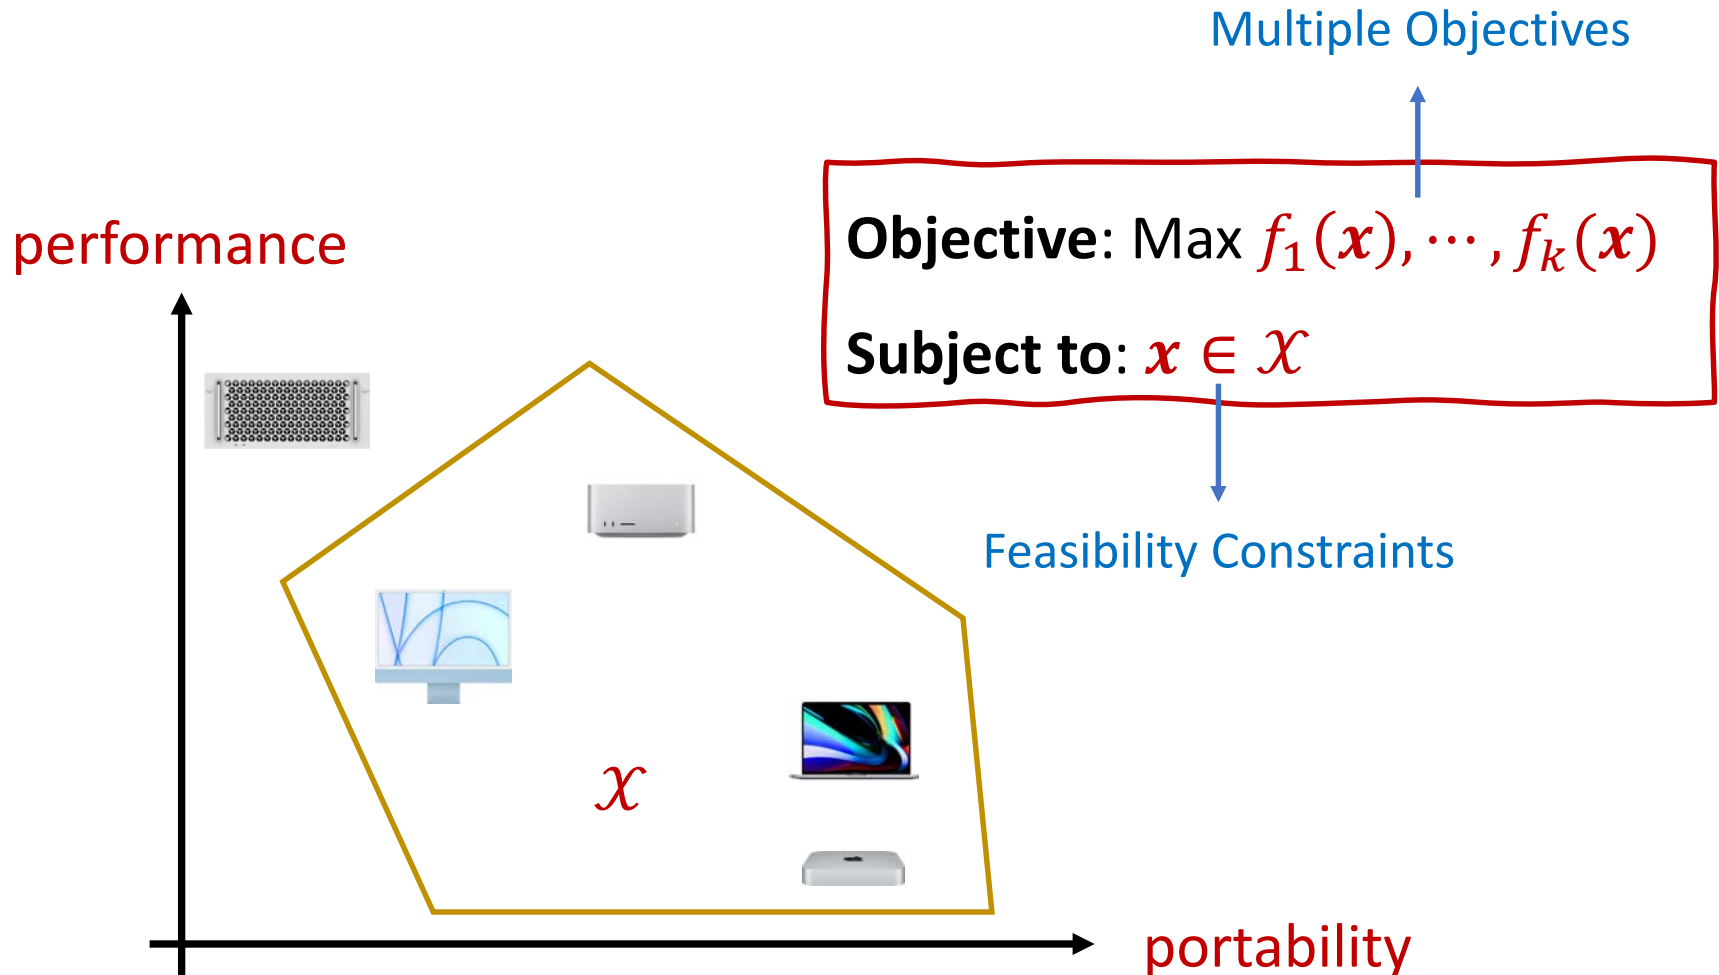 Multiple Objectives
Objective: Max f₁(x), ⋯ , fₖ(x)
Subject to: x ∈ 𝒳
performance
Feasibility Constraints
𝒳
portability